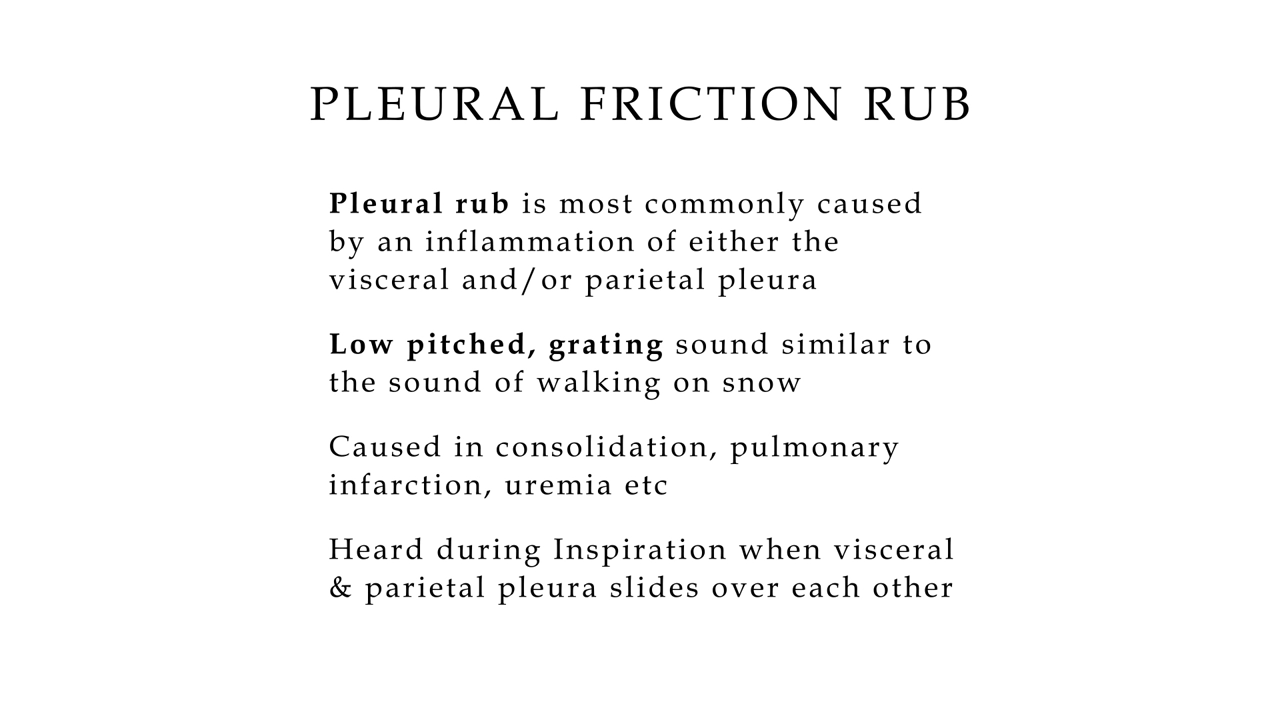 PLEURAL FRICTION RUB
Pleural rub is most commonly caused
by an inflammation of either the
visceral and/or parietal pleura
Low pitched, grating sound similar to
the sound of walking on snow
Caused in consolidation, pulmonary
infarction, uremia etc
Heard during Inspiration when visceral
& parietal pleura slides over each other